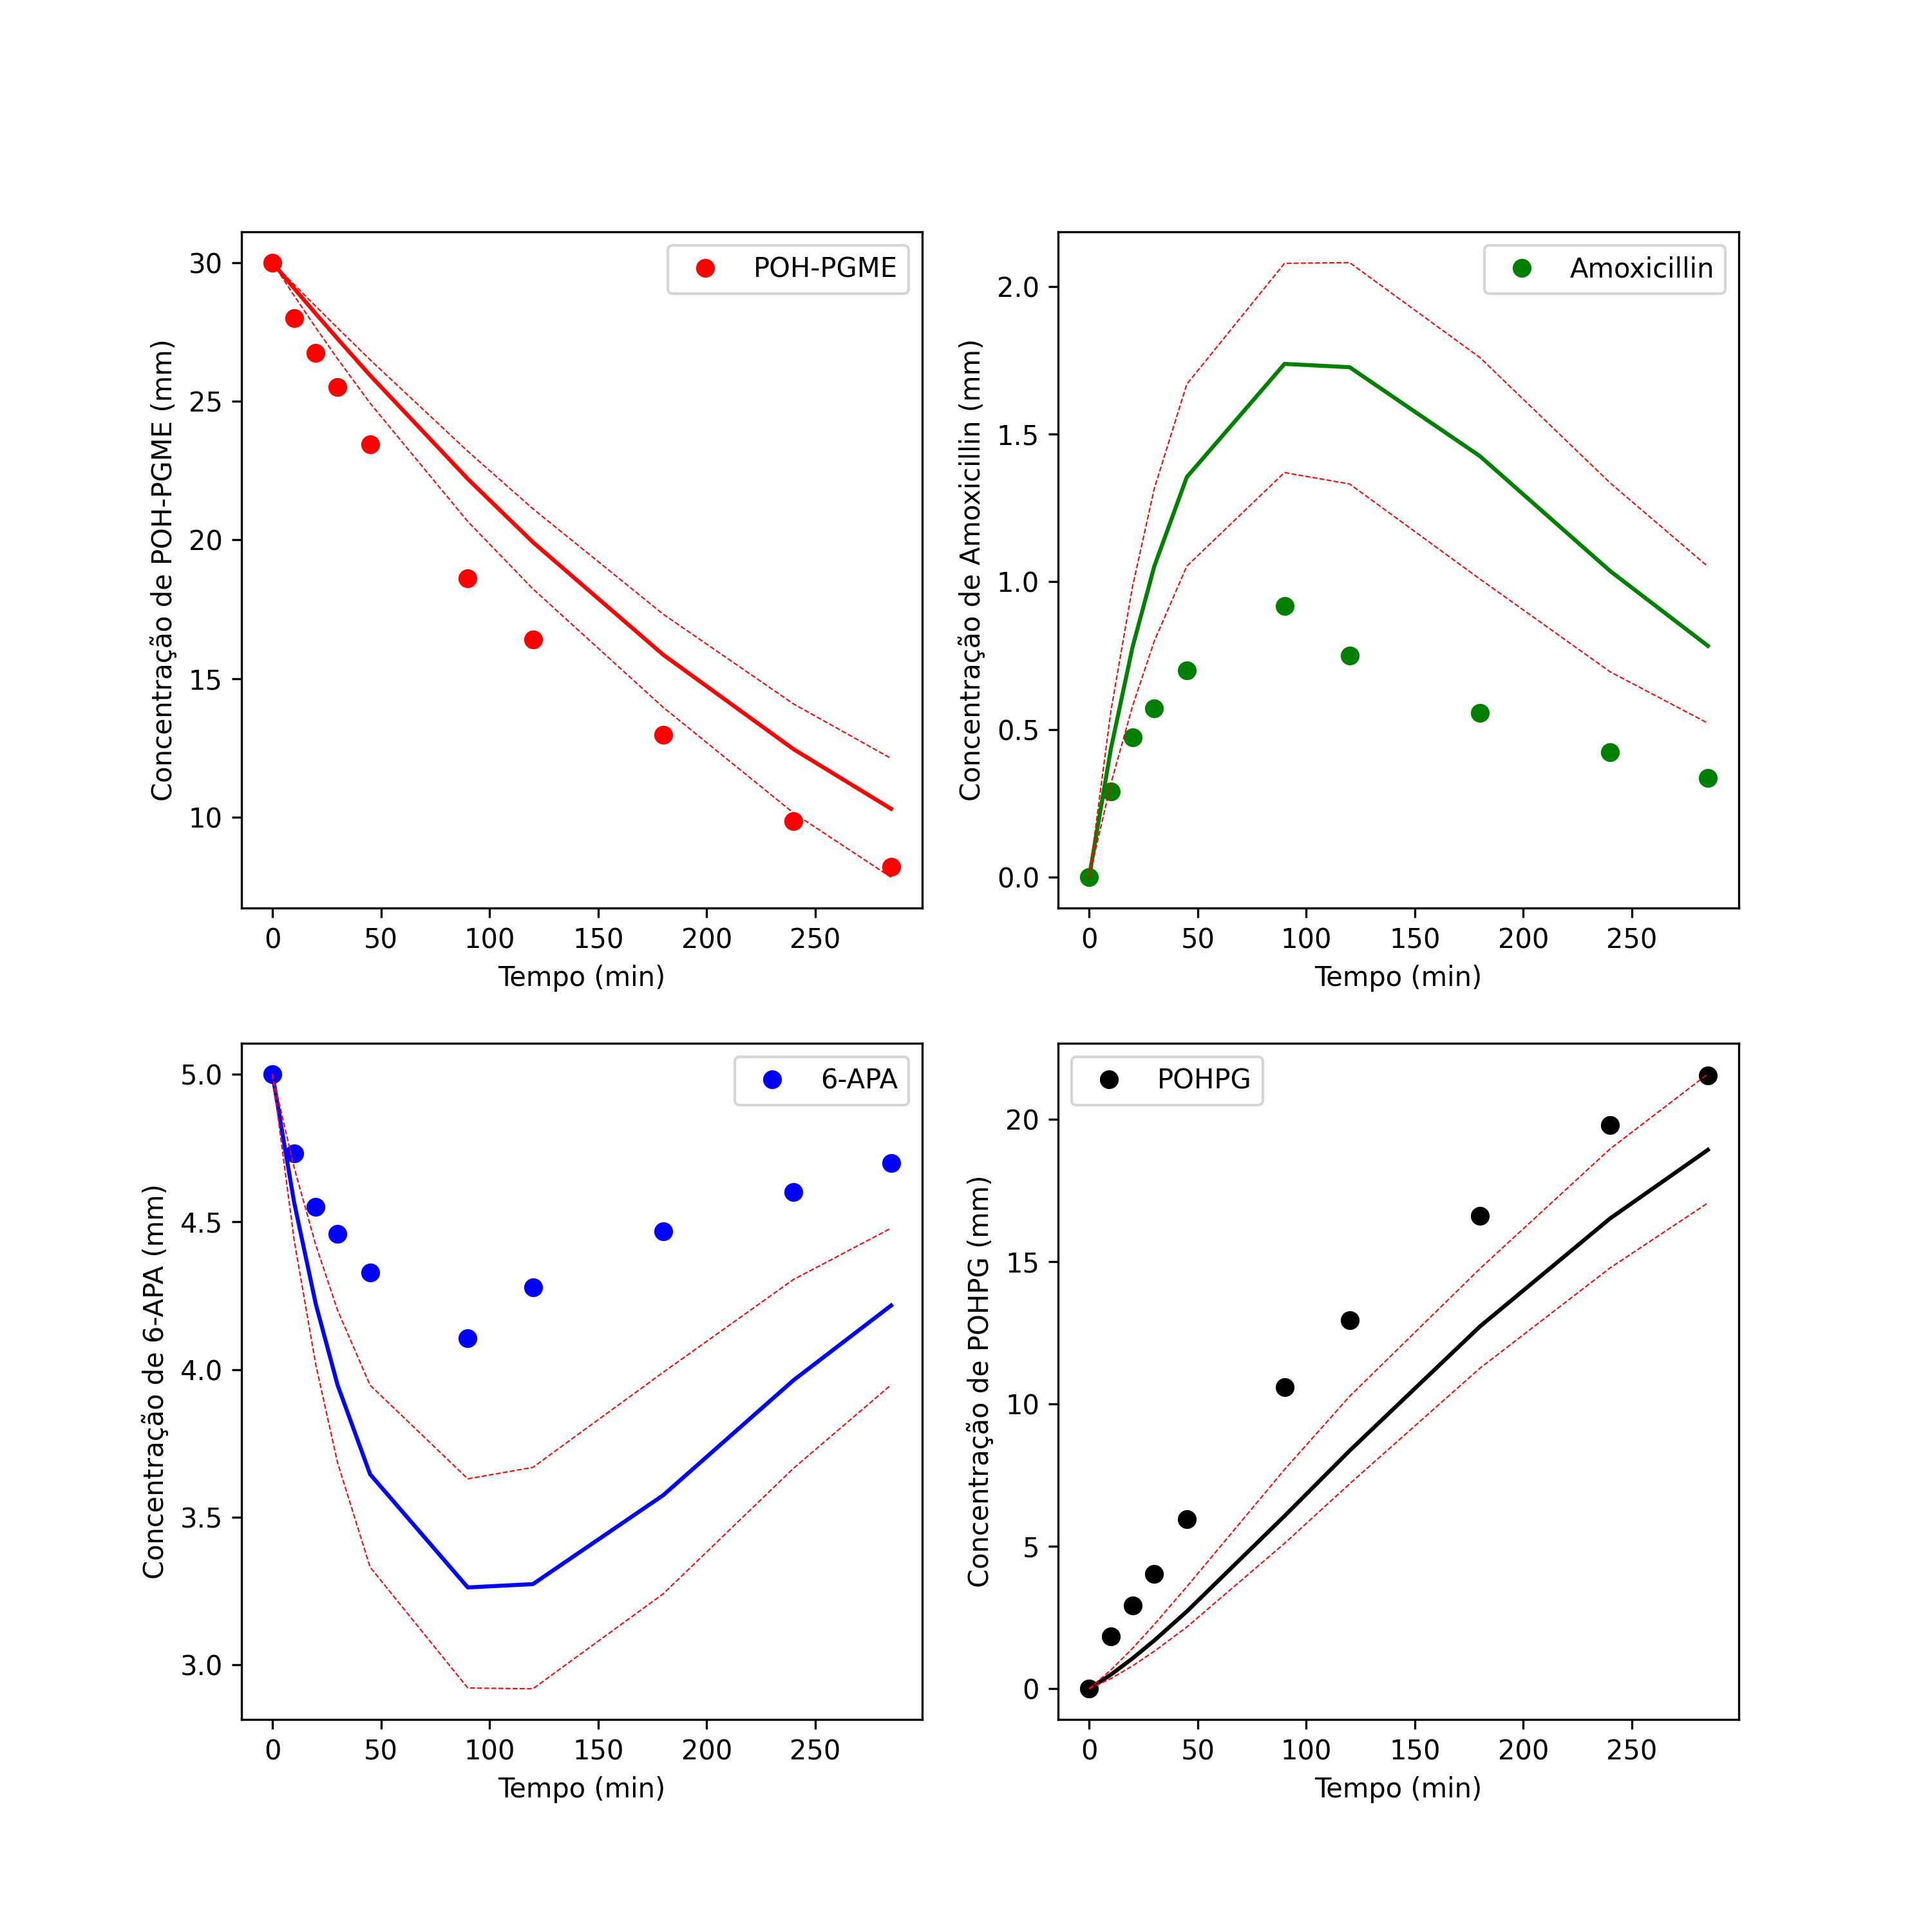 Concentração de POH-PGME (mm)
30
25
20
15
10
POH-PGME
0 50 100 150 200 250
Tempo (min)
Concentração de Amoxicillin (mm)
2.0
1.5
1.0
0.5
0.0
Amoxicillin
0 50 100 150 200 250
Tempo (min)
Concentração de 6-APA (mm)
5.0
4.5
4.0
3.5
3.0
6-APA
0 50 100 150 200 250
Tempo (min)
Concentração de POHPG (mm)
20
15
10
5
0
POHPG
0 50 100 150 200 250
Tempo (min)